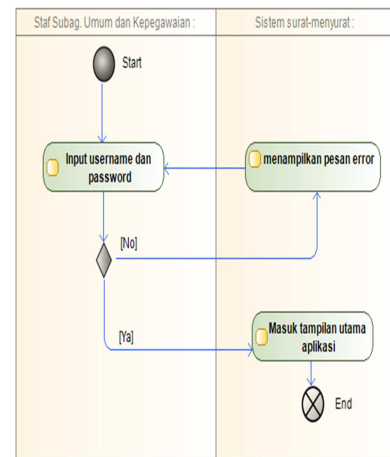 Staf Subag. Umum dan Kepegawaian :
Sistem surat-menyurat :
Start
Input username dan
password
menampilkan pesan error
[No]
[Ya]
Masuk tampilan utama
aplikasi
End